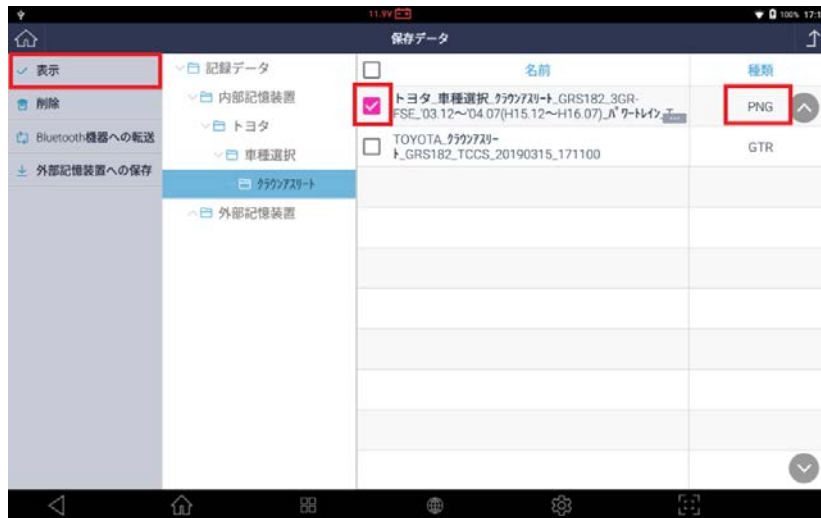 11.9V
100% 17:1
保存データ
表示
削除
Bluetooth機器への転送
外部記憶装置への保存
記録データ
内部記憶装置
トヨタ
車種選択
ｸﾗｳﾝｱｽﾘｰﾄ
外部記憶装置
名前
種類
トヨタ_車種選択_ｸﾗｳﾝｱｽﾘｰﾄ_GRS182_3GR-
FSE_'03.12～'04.07(H15.12～H16.07)_ﾊﾟﾜｰﾄﾚｲﾝ_T
PNG
TOYOTA_ｸﾗｳﾝｱｽﾘｰ
ﾄ_GRS182_TCCS_20190315_171100
GTR